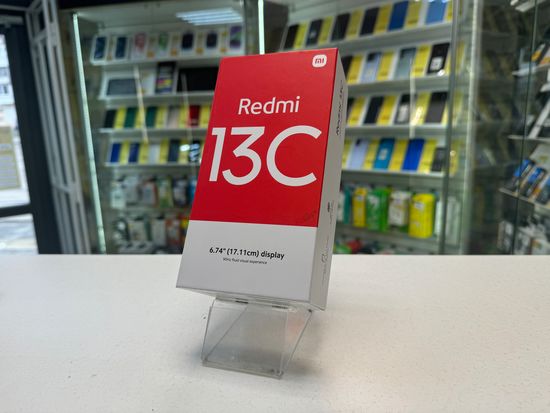 mi
Redmi
13C
6.74" (17.11cm) display
90Hz fluid visual experience